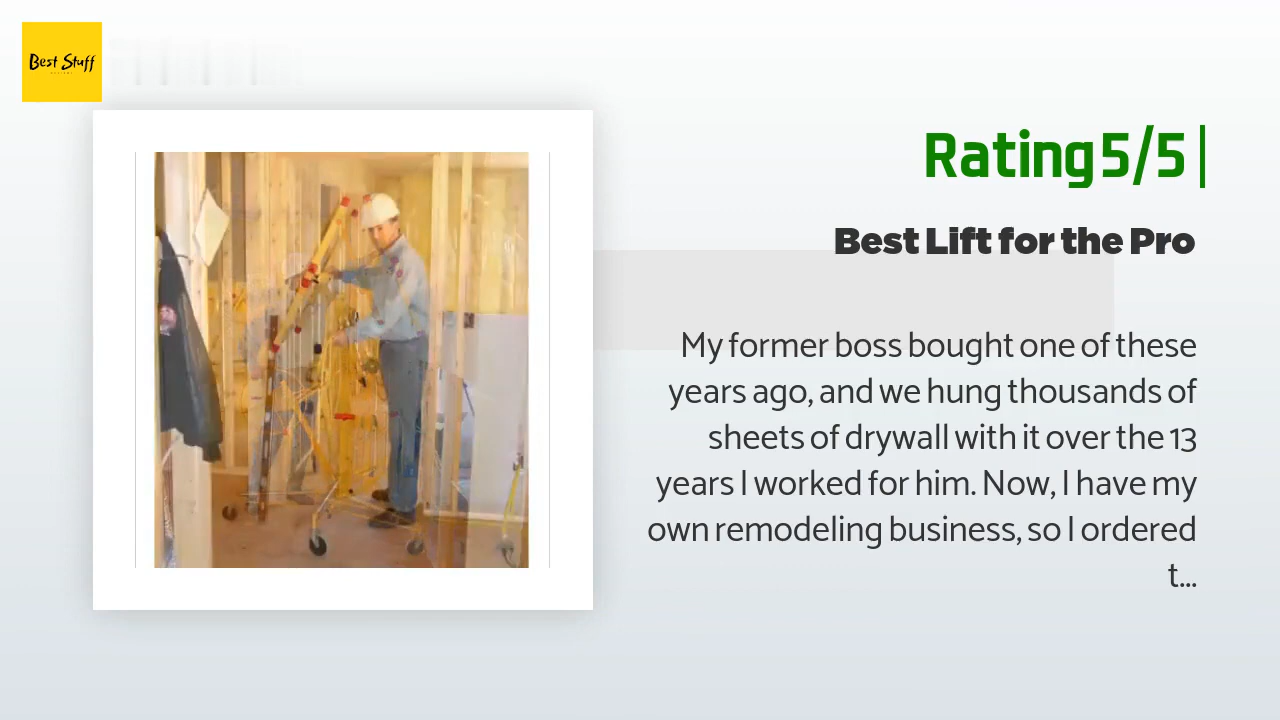 Best Stuff
Rating 5/5
Best Lift for the Pro
My former boss bought one of these
years ago, and we hung thousands of
sheets of drywall with it over the 13
years I worked for him. Now, I have my
own remodeling business, so I ordered
t...